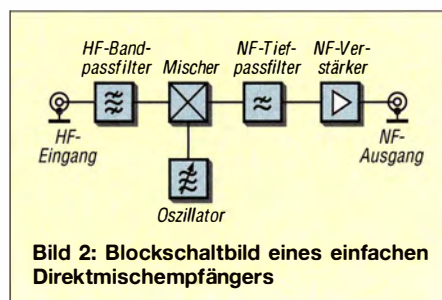 HF-Band-
passfilter
Mischer
NF-Tief-
passfilter
NF-Ver-
stärker
HF-
Eingang
NF-
Ausgang
Oszillator
Bild 2: Blockschaltbild eines einfachen
Direktmischempfängers